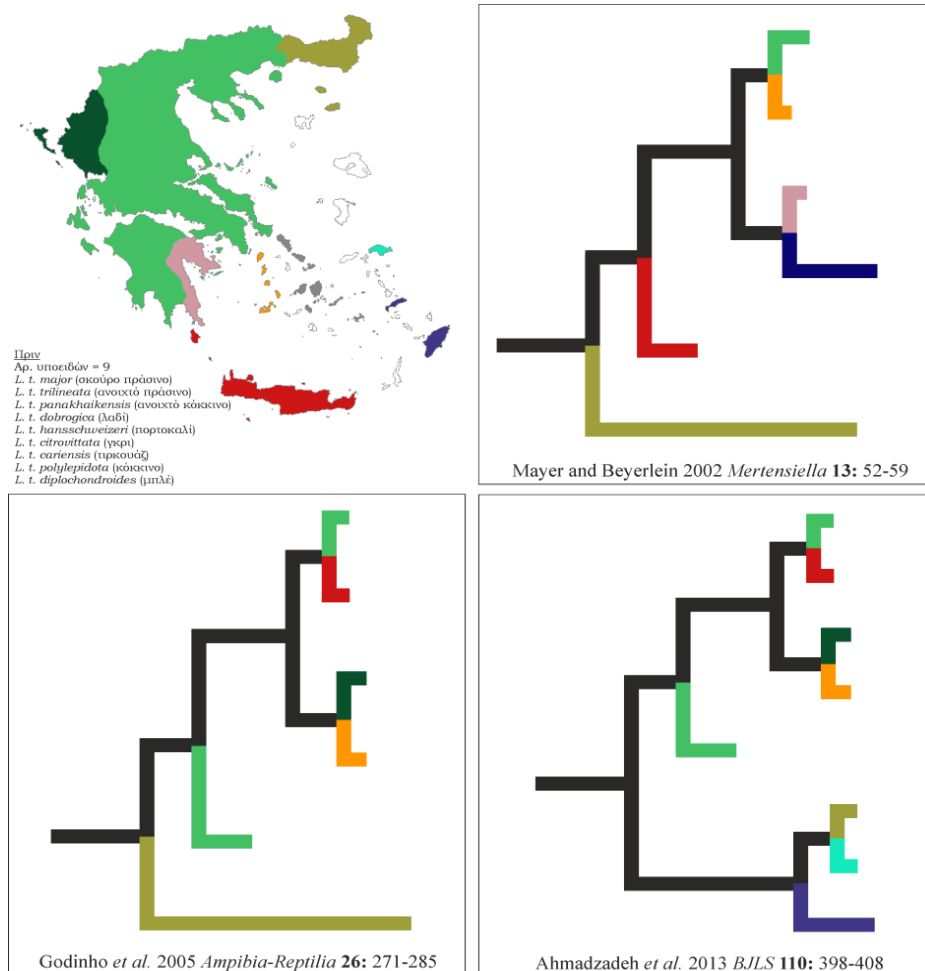 Πριν
Αρ. υποειδών = 9
L. t. major (σκούρο πράσινο)
L. t. trilineata (ανοιχτό πράσινο)
L. t. panakhaikensis (ανοιχτό κόκκινο)
L. t. dobrogica (λαδί)
L. t. hansschweizeri (πορτοκαλί)
L. t. citrovittata (γκρι)
L. t. cariensis (τιρκουάζ)
L. t. polylepidota (κόκκινο)
L. t. diplochondroides (μπλέ)
Mayer and Beyerlein 2002 Mertensiella 13: 52-59
Godinho et al. 2005 Ampibia-Reptilia 26: 271-285
Ahmadzadeh et al. 2013 BJLS 110: 398-408